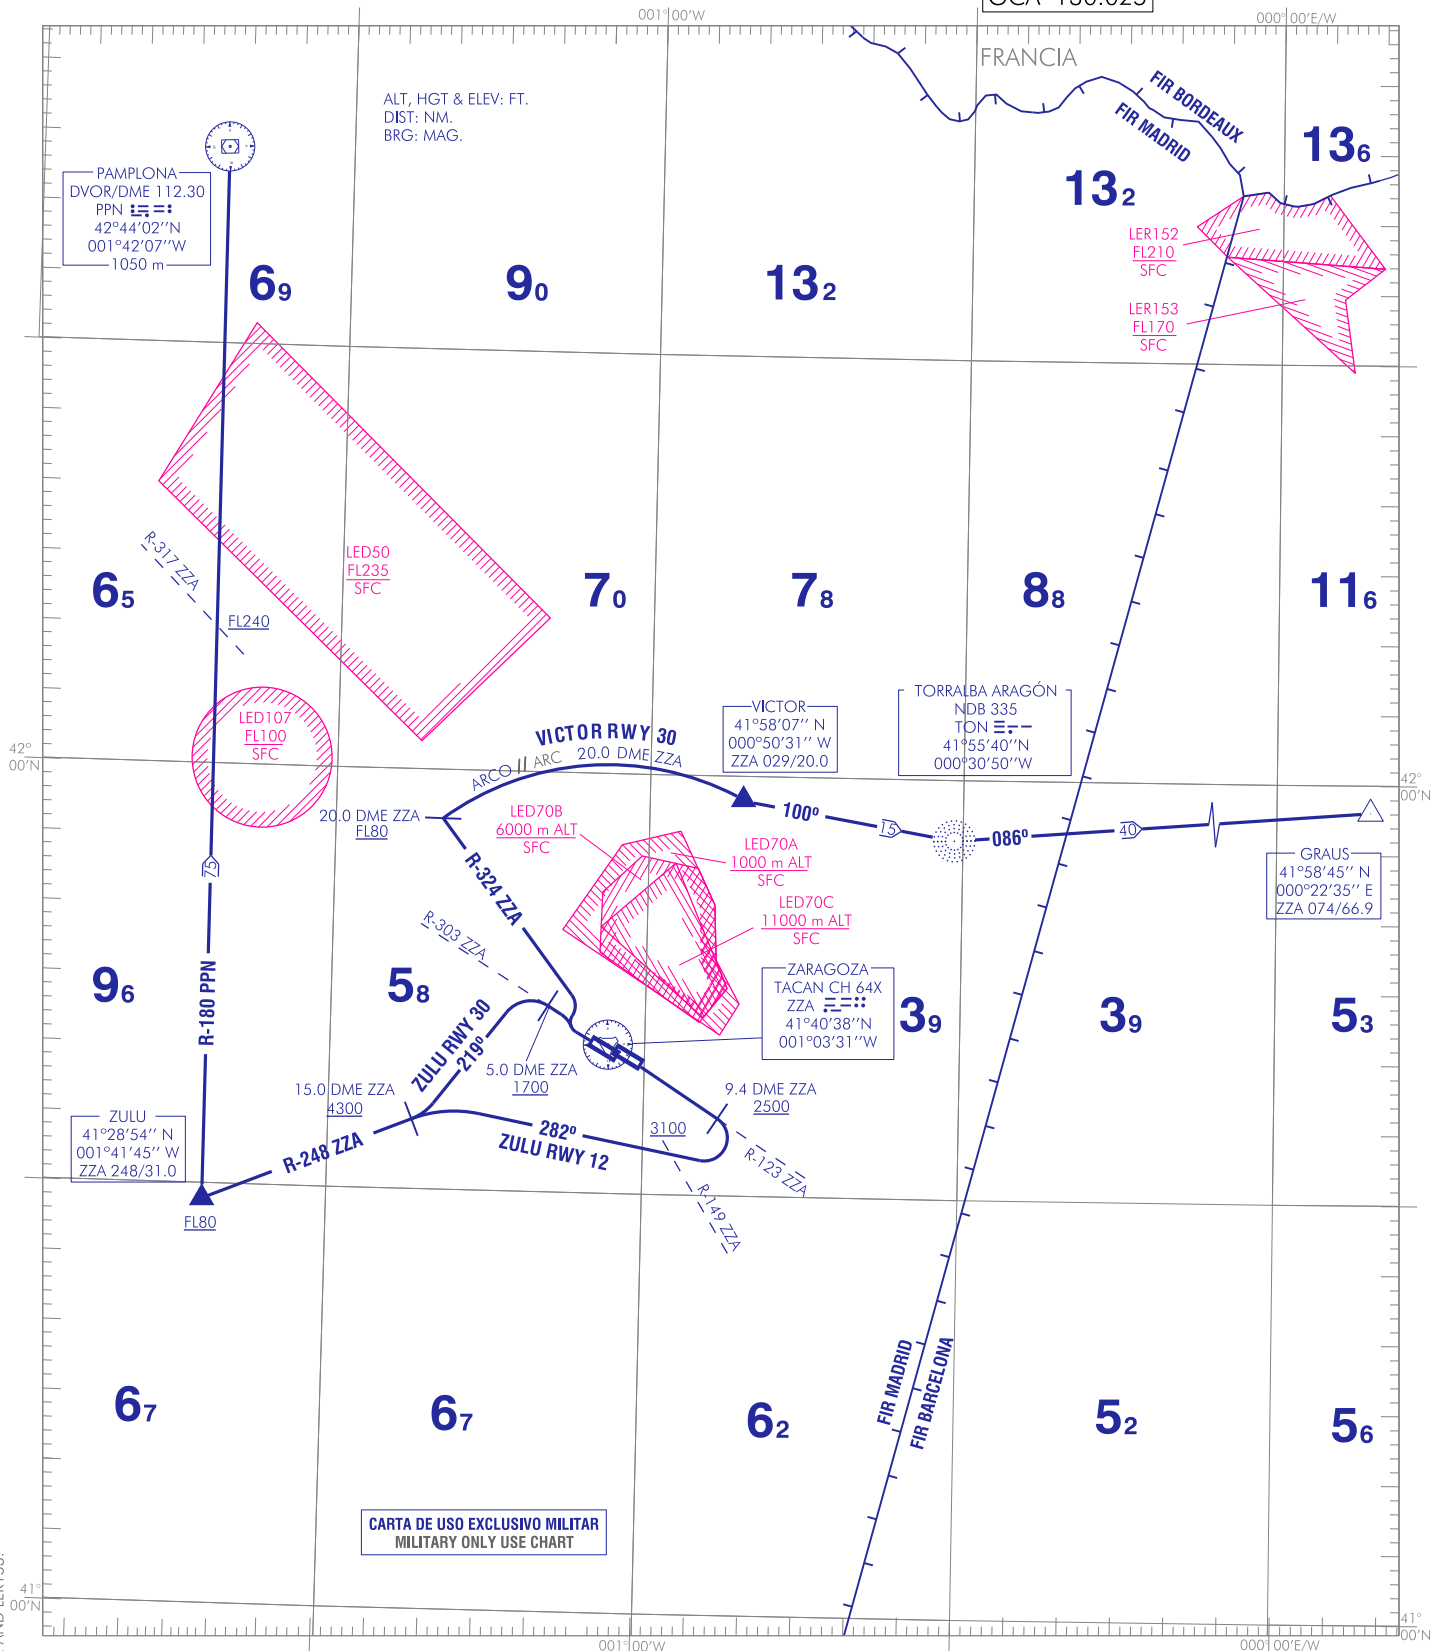 OCA 130.025
001°00'W
000°00'E/W
FRANCIA
ALT, HGT & ELEV: FT.
DIST: NM.
BRG: MAG.
FIR BORDEAUX
FIR MADRID
PAMPLONA
DVOR/DME 112.30
PPN
42°44'02''N
001°42'07''W
1050 m
13₆
13₂
LER152
FL210
SFC
6₉
9₀
13₂
LER153
FL170
SFC
R-317 ZZA
LED50
FL235
SFC
6₅
7₀
7₈
8₈
11₆
FL240
LED107
FL100
SFC
VICTOR
41°58'07'' N
000°50'31'' W
ZZA 029/20.0
TORRALBA ARAGÓN
NDB 335
TON
41°55'40''N
000°30'50''W
VICTOR RWY 30
ARCO // ARC 20.0 DME ZZA
42°
00'N
42°
00'N
20.0 DME ZZA
FL80
LED70B
6000 m ALT
SFC
100º
15
086º
40
LED70A
1000 m ALT
SFC
GRAUS
41°58'45'' N
000°22'35'' E
ZZA 074/66.9
75
R-324 ZZA
LED70C
11000 m ALT
SFC
R-303 ZZA
R-180 PPN
9₆
5₈
ZARAGOZA
TACAN CH 64X
ZZA
41°40'38''N
001°03'31''W
3₉
3₉
5₃
ZULU RWY 30
219º
5.0 DME ZZA
1700
15.0 DME ZZA
4300
9.4 DME ZZA
2500
ZULU
41°28'54'' N
001°41'45'' W
ZZA 248/31.0
R-248 ZZA
282º
ZULU RWY 12
3100
R-123 ZZA
R-149 ZZA
FL80
FIR MADRID
FIR BARCELONA
6₇
6₇
6₂
5₂
5₆
CARTA DE USO EXCLUSIVO MILITAR
MILITARY ONLY USE CHART
AND LER153.
41°
00'N
41°
00'N
001°00'W
000°00'E/W